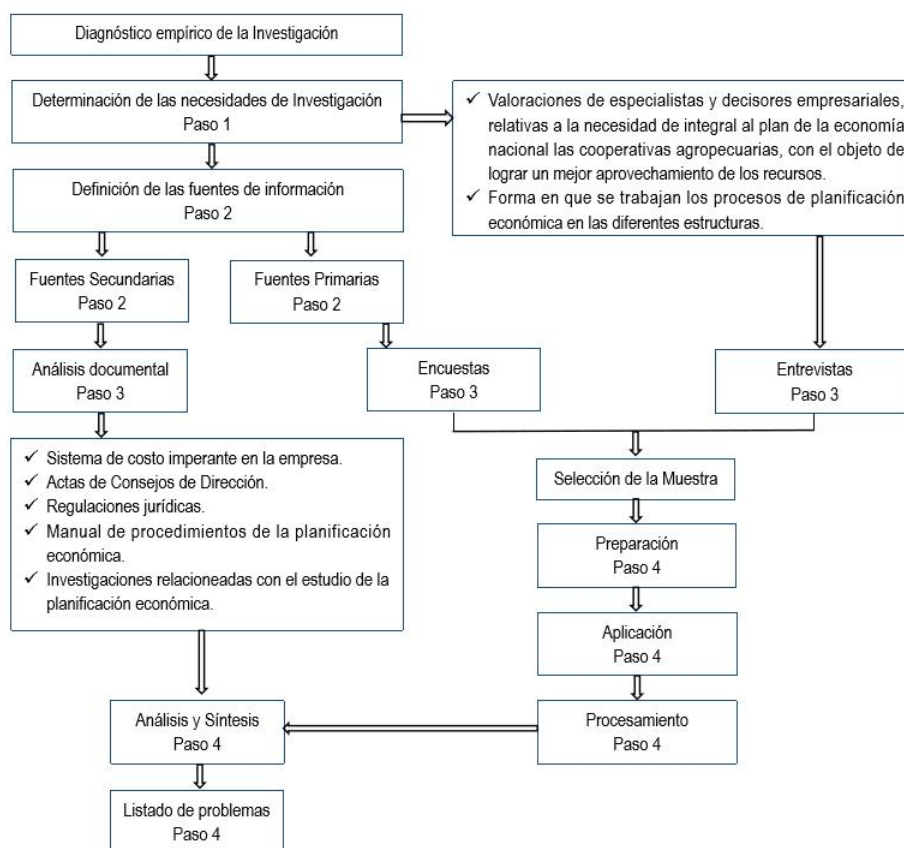 Diagnóstico empírico de la Investigación
Determinación de las necesidades de Investigación
Paso 1
✓ Valoraciones de especialistas y decisores empresariales,
relativas a la necesidad de integral al plan de la economía
nacional las cooperativas agropecuarias, con el objeto de
lograr un mejor aprovechamiento de los recursos.
✓ Forma en que se trabajan los procesos de planificación
económica en las diferentes estructuras.
Definición de las fuentes de información
Paso 2
Fuentes Secundarias
Paso 2
Fuentes Primarias
Paso 2
Análisis documental
Paso 3
Encuestas
Paso 3
Entrevistas
Paso 3
✓ Sistema de costo imperante en la empresa.
✓ Actas de Consejos de Dirección.
✓ Regulaciones jurídicas.
✓ Manual de procedimientos de la planificación
económica.
✓ Investigaciones relacioneadas con el estudio de la
planificación económica.
Selección de la Muestra
Preparación
Paso 4
Aplicación
Paso 4
Análisis y Síntesis
Paso 4
Procesamiento
Paso 4
Listado de problemas
Paso 4